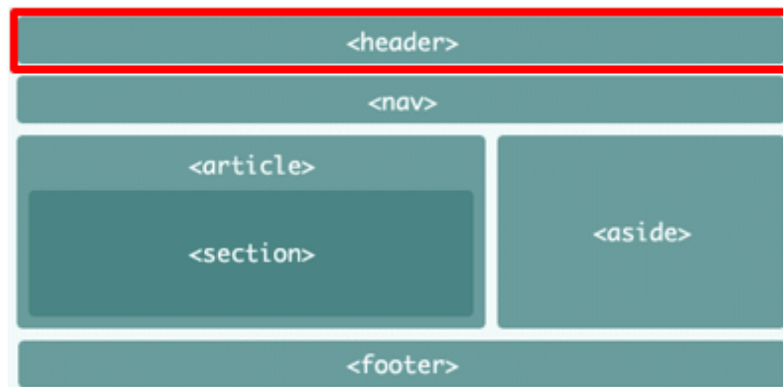 <header>
<nav>
<article>
<section>
<aside>
<footer>